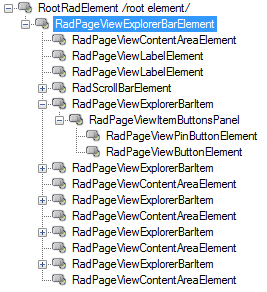 RootRadElement /root element/
RadPageViewExplorerBarElement
RadPageViewContentAreaElement
RadPageViewLabelElement
RadPageViewLabelElement
RadScrollBarElement
RadPageViewExplorerBarItem
RadPageViewItemButtonsPanel
RadPageViewPinButtonElement
RadPageViewButtonElement
RadPageViewExplorerBarItem
RadPageViewContentAreaElement
RadPageViewExplorerBarItem
RadPageViewContentAreaElement
RadPageViewExplorerBarItem
RadPageViewContentAreaElement
RadPageViewExplorerBarItem
RadPageViewContentAreaElement